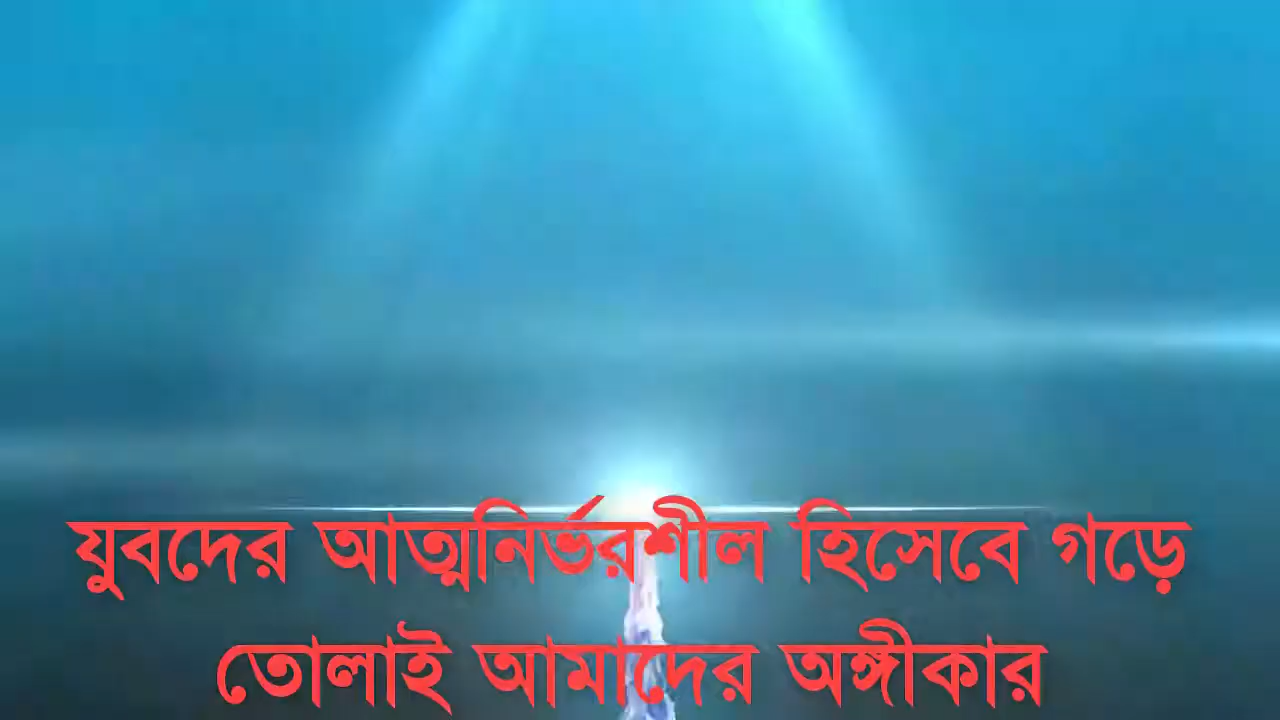 যুবদের আত্মনির্ভরশীল হিসেবে গড়ে
তোলাই আমাদের অঙ্গীকার